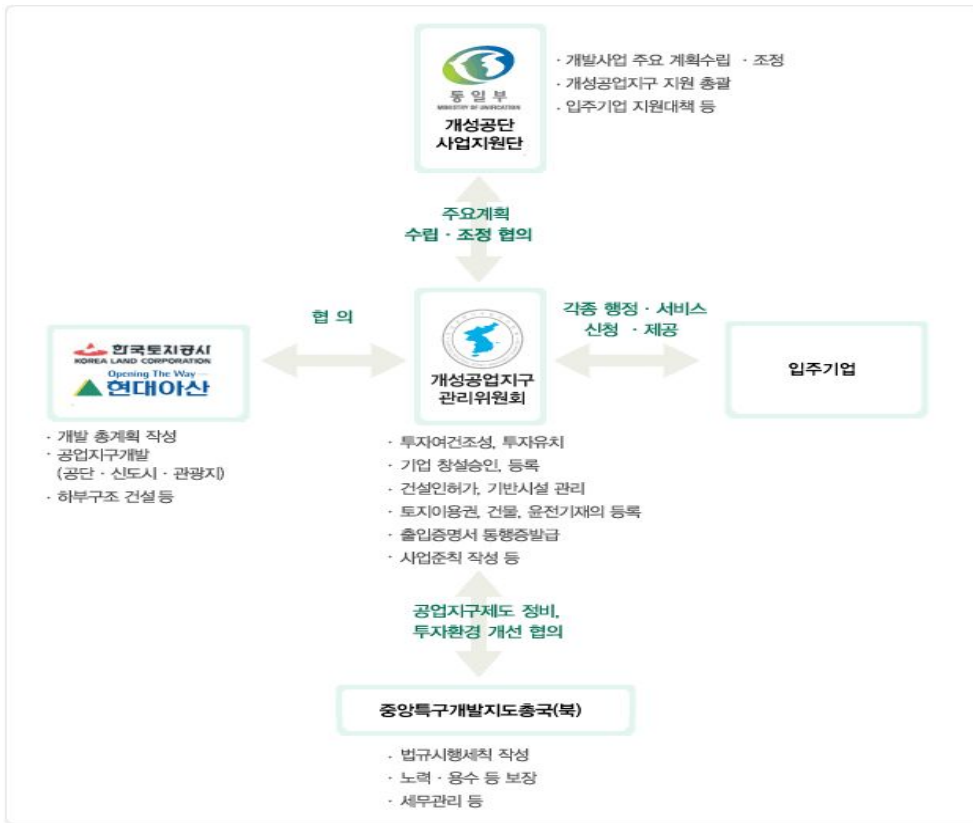 통일부
MINISTRY OF UNIFICATION
개성공단
사업지원단
· 개발사업 주요 계획수립 · 조정
· 개성공업지구 지원 총괄
· 입주기업 지원대책 등
주요계획
수립 · 조정 협의
협 의
각종 행정 · 서비스
신청 · 제공
한국토지공사
KOREA LAND CORPORATION
Opening The Way
현대아산
개성공업지구
관리위원회
입주기업
· 개발 총계획 작성
· 공업지구개발
(공단 · 신도시 · 관광지)
· 하부구조 건설 등
· 투자여건조성, 투자유치
· 기업 창설승인, 등록
· 건설인허가, 기반시설 관리
· 토지이용권, 건물, 윤전기재의 등록
· 출입증명서 통행증발급
· 사업준칙 작성 등
공업지구제도 정비,
투자환경 개선 협의
중앙특구개발지도총국(북)
· 법규시행세칙 작성
· 노력 · 용수 등 보장
· 세무관리 등